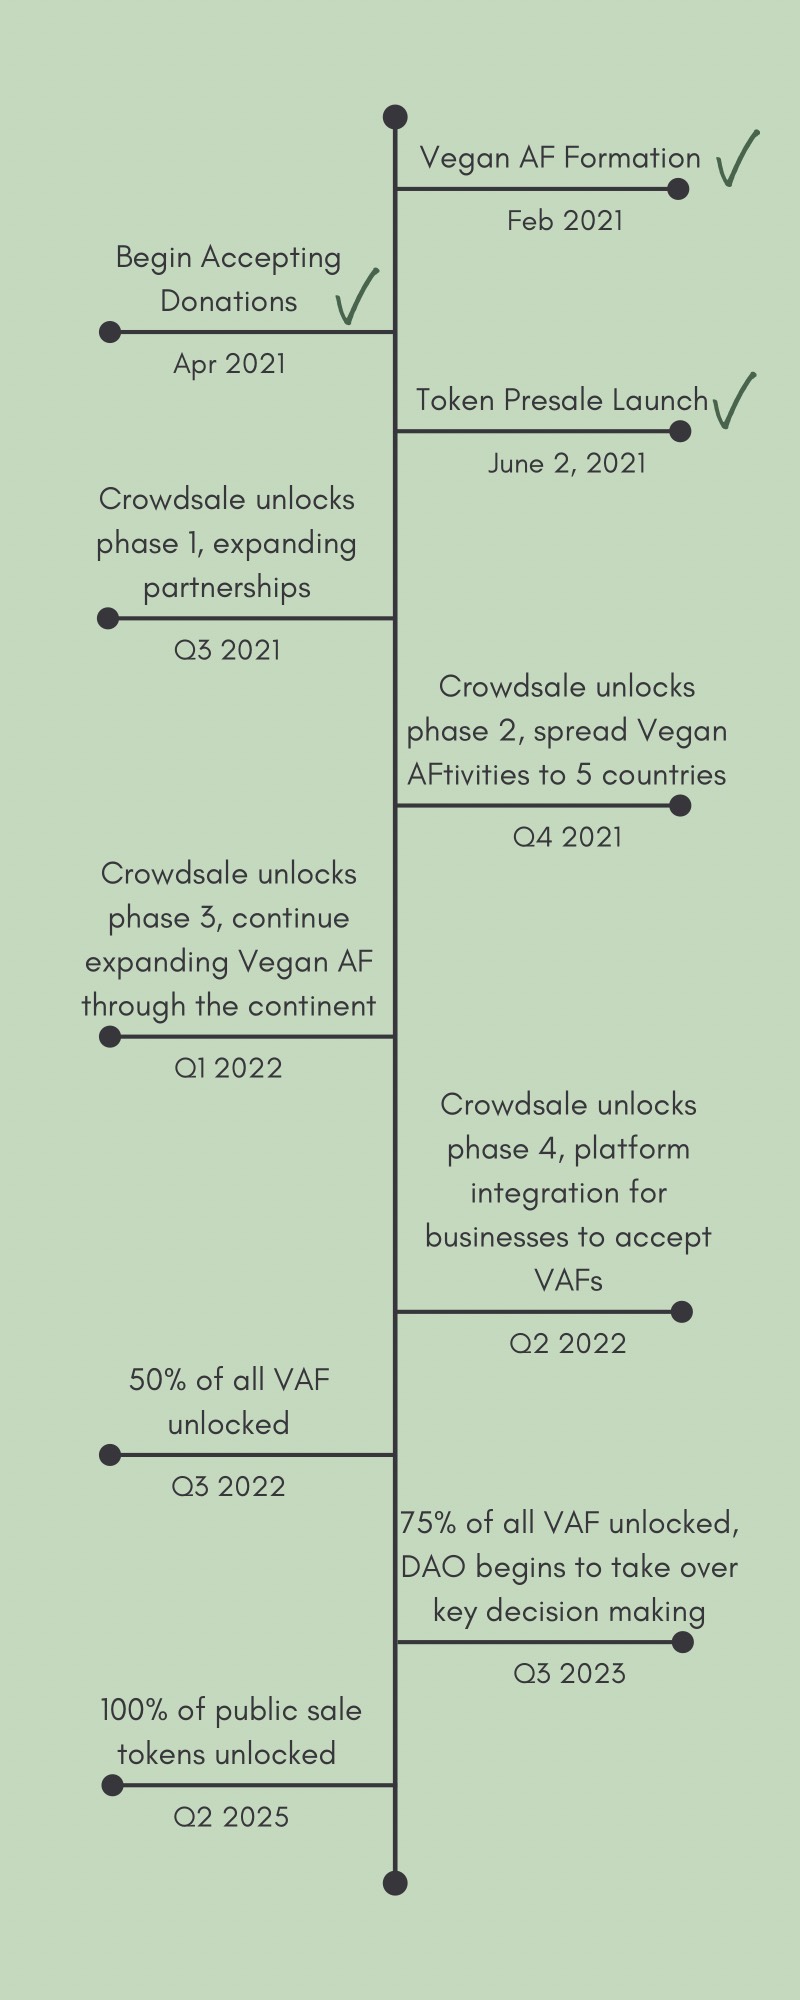 Vegan AF Formation
Feb 2021
Begin Accepting
Donations
Apr 2021
Token Presale Launch
June 2, 2021
Crowdsale unlocks
phase 1, expanding
partnerships
Q3 2021
Crowdsale unlocks
phase 2, spread Vegan
AFtivities to 5 countries
Q4 2021
Crowdsale unlocks
phase 3, continue
expanding Vegan AF
through the continent
Q1 2022
Crowdsale unlocks
phase 4, platform
integration for
businesses to accept
VAFs
Q2 2022
50% of all VAF
unlocked
Q3 2022
75% of all VAF unlocked,
DAO begins to take over
key decision making
Q3 2023
100% of public sale
tokens unlocked
Q2 2025